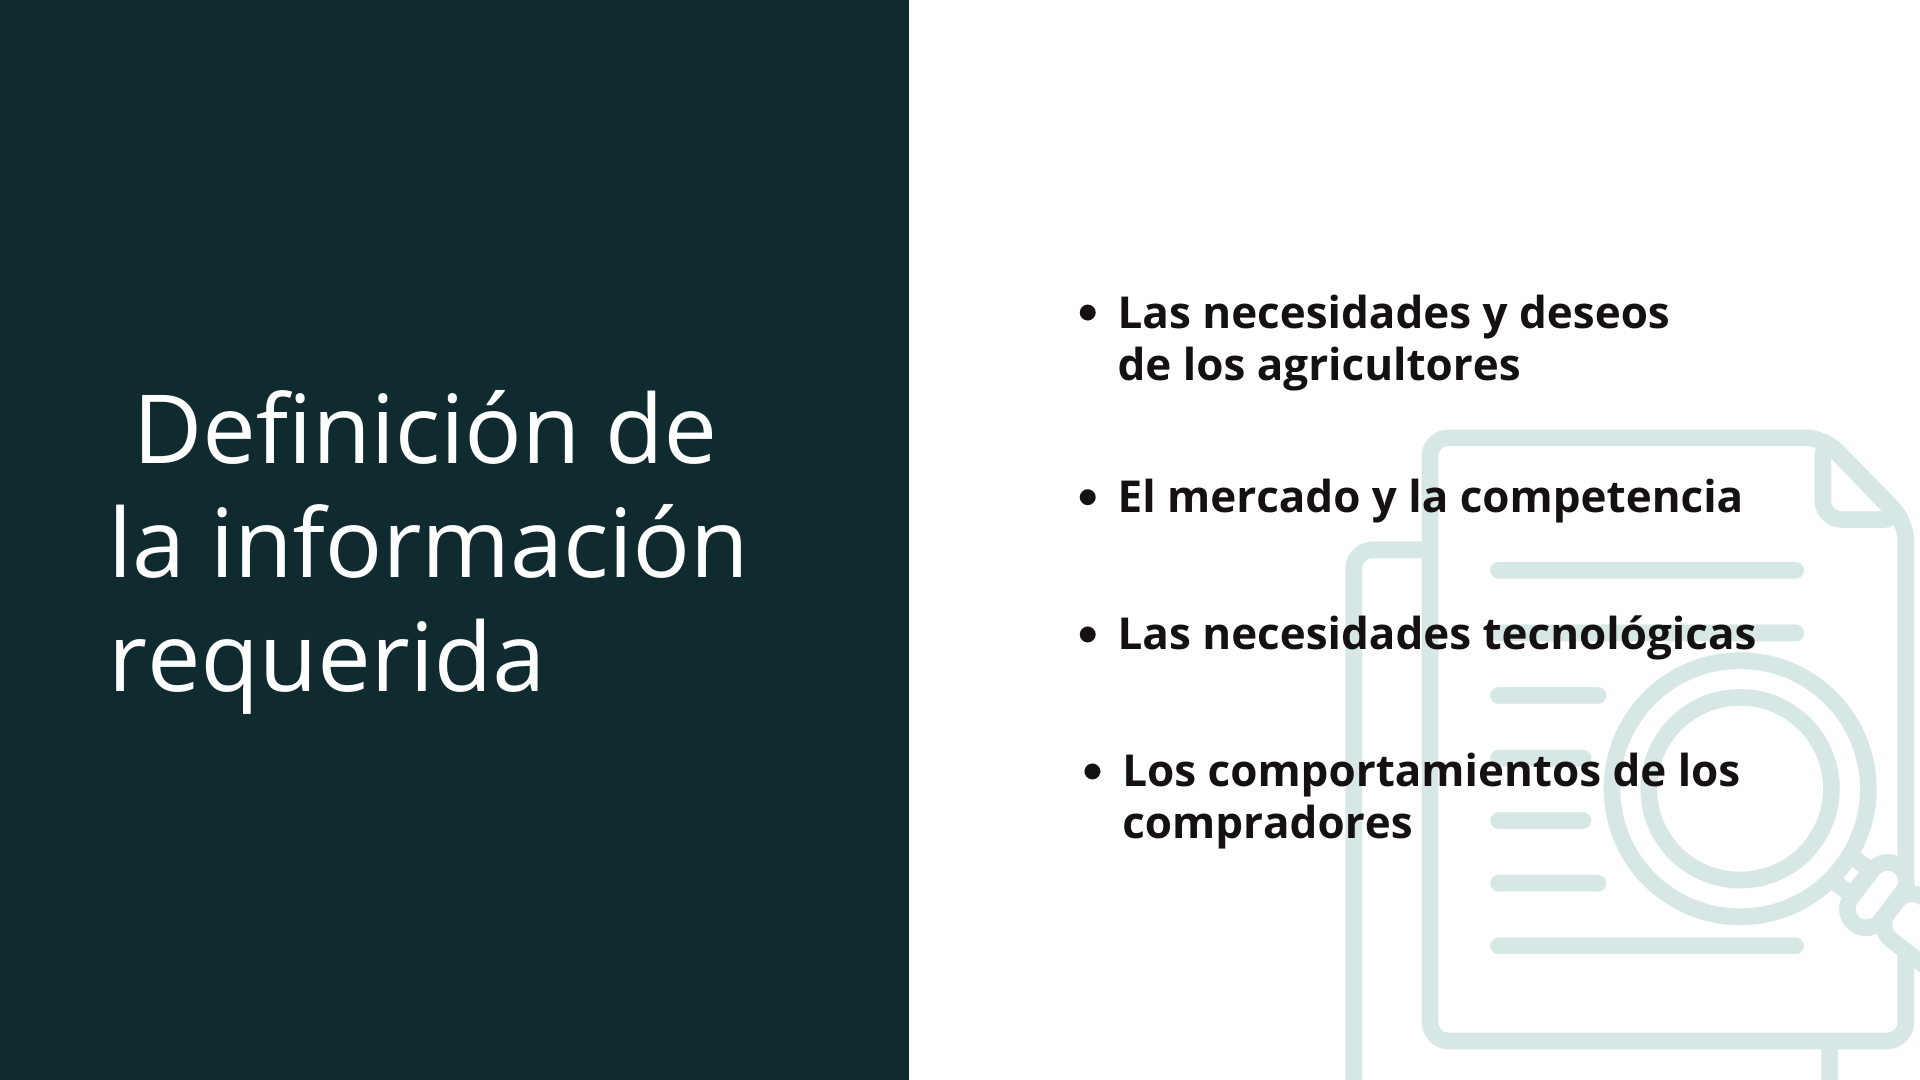 Definición de
la información
requerida
• Las necesidades y deseos
de los agricultores
• El mercado y la competencia
• Las necesidades tecnológicas
• Los comportamientos de los
compradores